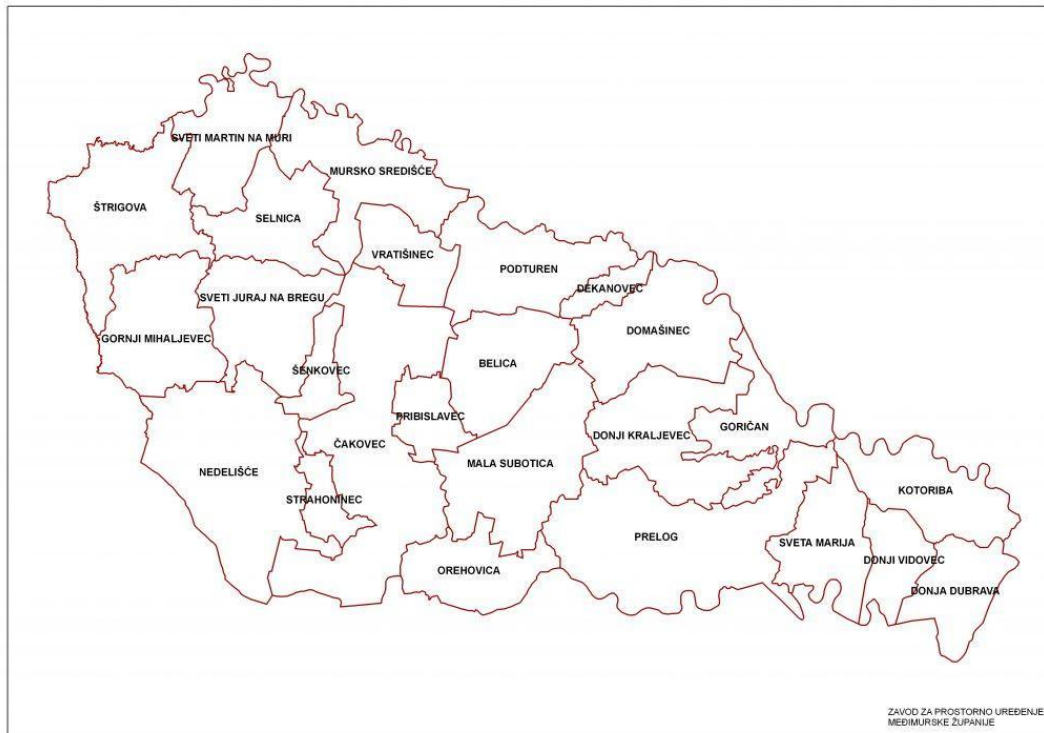 SVETI MARTIN NA MURI
MURSKO SREDIŠĆE
ŠTRIGOVA
SELNICA
VRATIŠINEC
PODTUREN
DEKANOVEC
SVETI JURAJ NA BREGU
DOMAŠINEC
GORNJI MIHALJEVEC
BELICA
ŠENKOVEC
PRIBISLAVEC
GORIČAN
DONJI KRALJEVEC
ČAKOVEC
MALA SUBOTICA
NEDELIŠĆE
KOTORIBA
STRAHONINEC
PRELOG
SVETA MARIJA
DONJI VIDOVEC
OREHOVICA
DONJA DUBRAVA
ZAVOD ZA PROSTORNO UREĐENJE
MEĐIMURSKE ŽUPANIJE